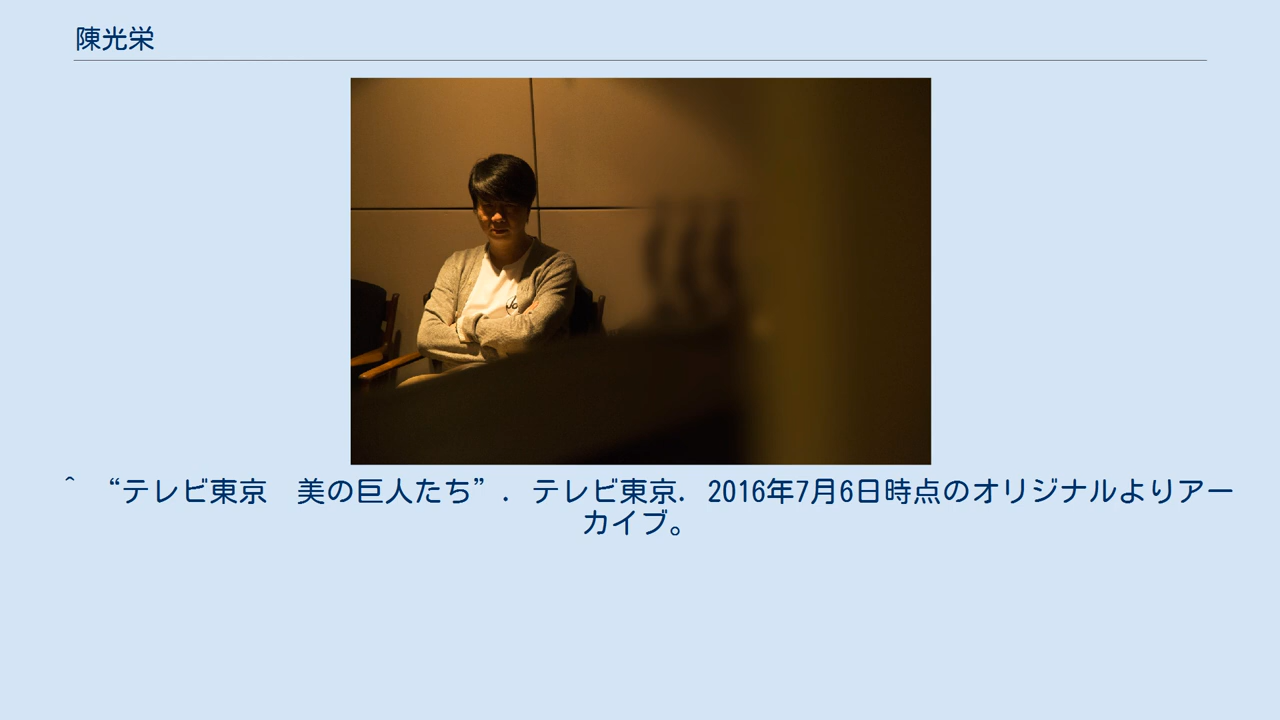 陳光栄
^ “テレビ東京　美の巨人たち”. テレビ東京. 2016年7月6日時点のオリジナルよりアー
カイブ。